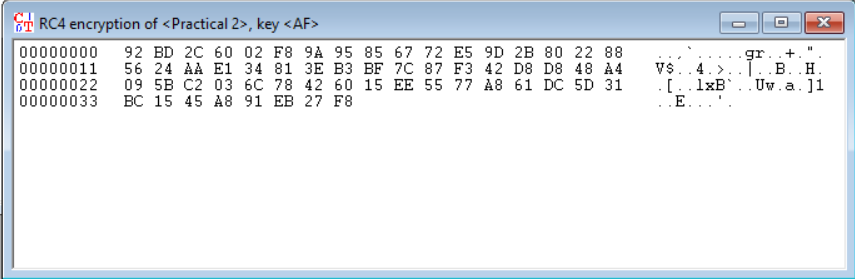 RC4 encryption of <Practical 2>, key <AF>
00000000 92 BD 2C 60 02 F8 9A 95 85 67 72 E5 9D 2B 80 22 88 ..,`.....gr..+.".
00000011 56 24 AA E1 34 81 3E B3 BF 7C 87 F3 42 D8 D8 48 A4 V$..4.>..|..B..H.
00000022 09 5B C2 03 6C 78 42 60 15 EE 55 77 A8 61 DC 5D 31 .[..lxB`..Uw.a.]1
00000033 BC 15 45 A8 91 EB 27 F8 ..E...'.